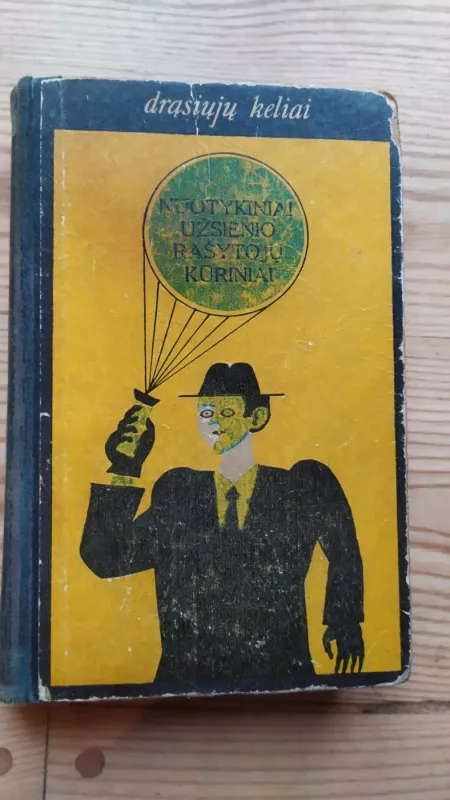 drąsiųjų keliai
NUOTYKINIAI
UŽSIENIO
RAŠYTOJŲ
KŪRINIAI